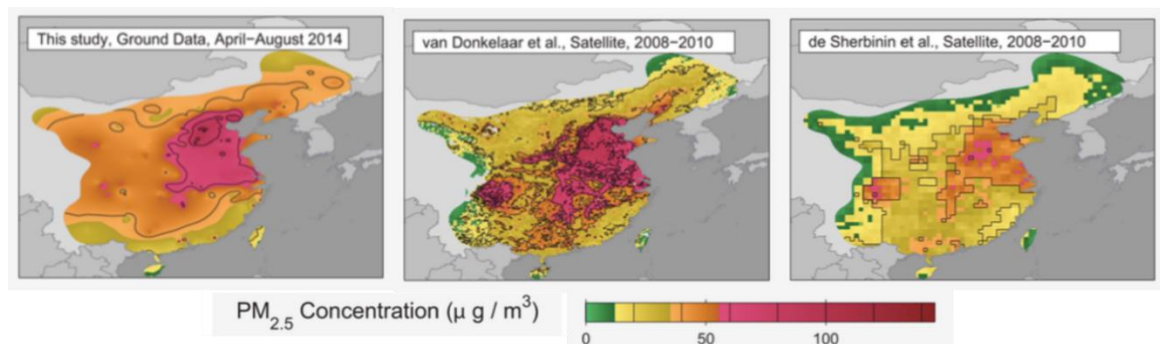 This study, Ground Data, April−August 2014
van Donkelaar et al., Satellite, 2008−2010
de Sherbinin et al., Satellite, 2008−2010
PM2.5 Concentration (μ g / m3)
0 50 100